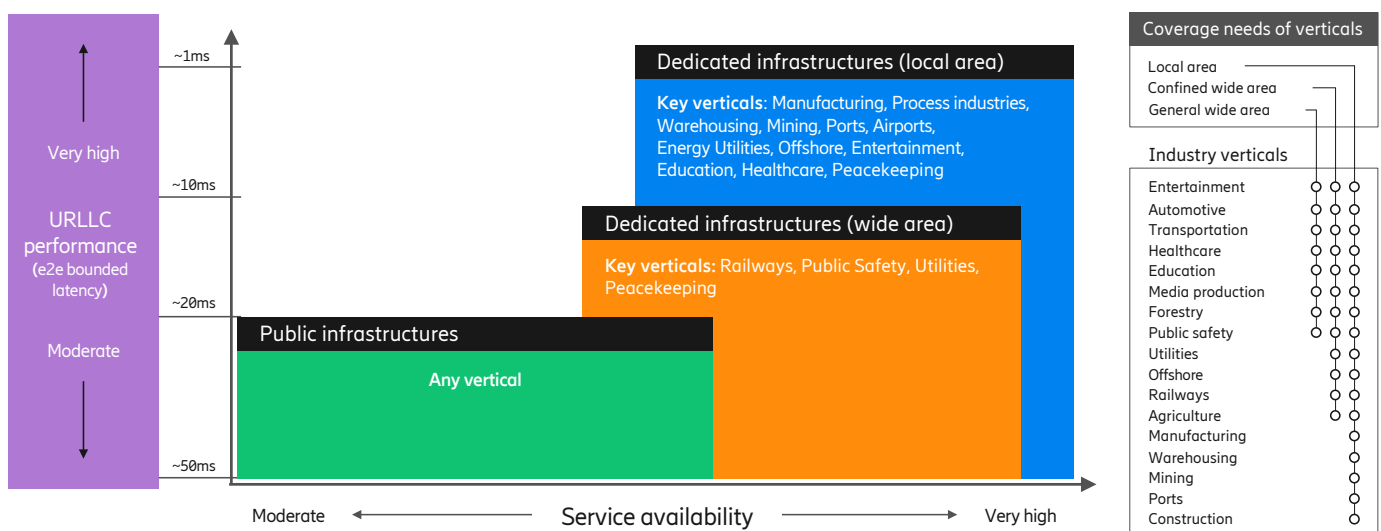 ~1ms
Very high
~10ms
URLLC
performance
(e2e bounded
latency)
~20ms
Moderate
~50ms
Dedicated infrastructures (local area)
Key verticals: Manufacturing, Process industries,
Warehousing, Mining, Ports, Airports,
Energy Utilities, Offshore, Entertainment,
Education, Healthcare, Peacekeeping
Dedicated infrastructures (wide area)
Key verticals: Railways, Public Safety, Utilities,
Peacekeeping
Public infrastructures
Any vertical
Moderate
Service availability
Very high
Coverage needs of verticals
Local area
Confined wide area
General wide area
Industry verticals
Entertainment
Automotive
Transportation
Healthcare
Education
Media production
Forestry
Public safety
Utilities
Offshore
Railways
Agriculture
Manufacturing
Warehousing
Mining
Ports
Construction